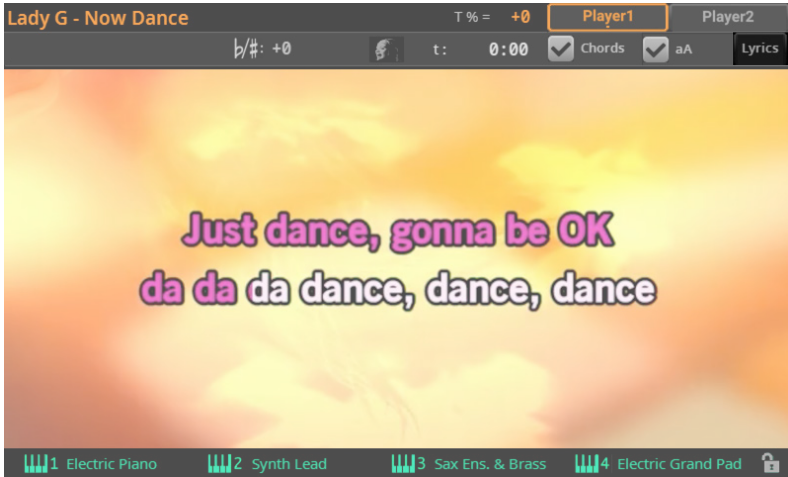 Lady G - Now Dance
T % = +0
Player1
Player2
♭/#: +0
t: 0:00
Chords
aA
Lyrics
Just dance, gonna be OK
da da da dance, dance, dance
1 Electric Piano
2 Synth Lead
3 Sax Ens. & Brass
4 Electric Grand Pad